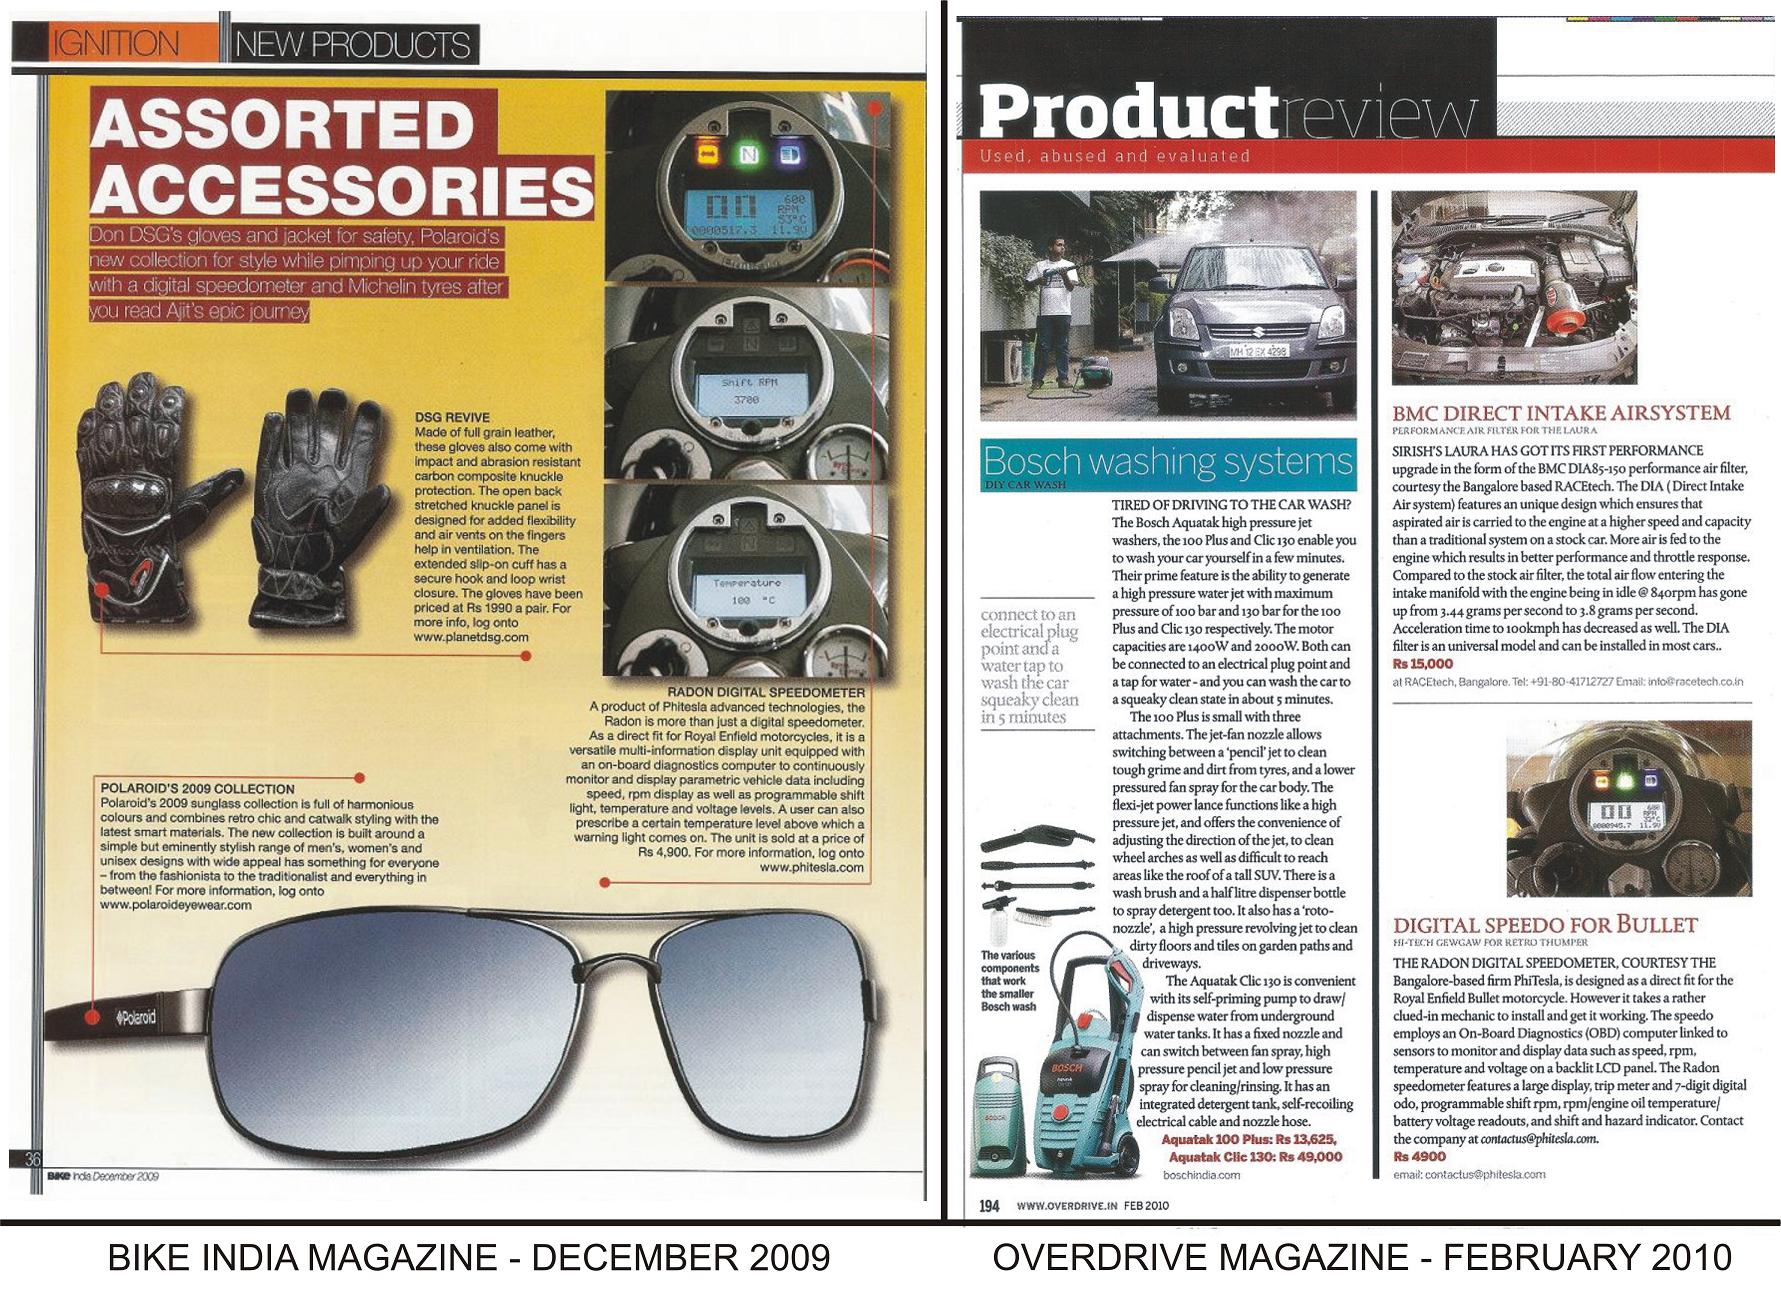 IGNITION NEW PRODUCTS
ASSORTED
ACCESSORIES
Don DSG's gloves and jacket for safety, Polaroid's
new collection for style while pimping up your ride
with a digital speedometer and Michelin tyres after
you read Ajit's epic journey
N
00
600
RPM
53°C
0000517.3 11.9V
Shift RPM
3700
Temperature
100 °C
DSG REVIVE
Made of full grain leather,
these gloves also come with
impact and abrasion resistant
carbon composite knuckle
protection. The open back
stretched knuckle panel is
designed for added flexibility
and air vents on the fingers
help in ventilation. The
extended slip-on cuff has a
secure hook and loop wrist
closure. The gloves have been
priced at Rs 1990 a pair. For
more info, log onto
www.planetdsg.com
RADON DIGITAL SPEEDOMETER
A product of Phitesla advanced technologies, the
Radon is more than just a digital speedometer.
As a direct fit for Royal Enfield motorcycles, it is a
versatile multi-information display unit equipped with
an on-board diagnostics computer to continuously
monitor and display parametric vehicle data including
speed, rpm display as well as programmable shift
light, temperature and voltage levels. A user can also
prescribe a certain temperature level above which a
warning light comes on. The unit is sold at a price of
Rs 4,900. For more information, log onto
www.phitesla.com
POLAROID'S 2009 COLLECTION
Polaroid's 2009 sunglass collection is full of harmonious
colours and combines retro chic and catwalk styling with the
latest smart materials. The new collection is built around a
simple but eminently stylish range of men's, women's and
unisex designs with wide appeal has something for everyone
– from the fashionista to the traditionalist and everything in
between! For more information, log onto
www.polaroideyewear.com
Polaroid
36
BIKE India December 2009
Productreview
Used, abused and evaluated
MH 12 EX 4298
Bosch washing systems
DIY CAR WASH
TIRED OF DRIVING TO THE CAR WASH?
The Bosch Aquatak high pressure jet
washers, the 100 Plus and Clic 130 enable you
to wash your car yourself in a few minutes.
Their prime feature is the ability to generate
a high pressure water jet with maximum
pressure of 100 bar and 130 bar for the 100
Plus and Clic 130 respectively. The motor
capacities are 1400W and 2000W. Both can
be connected to an electrical plug point and
a tap for water - and you can wash the car to
a squeaky clean state in about 5 minutes.
The 100 Plus is small with three
attachments. The jet-fan nozzle allows
switching between a 'pencil' jet to clean
tough grime and dirt from tyres, and a lower
pressured fan spray for the car body. The
flexi-jet power lance functions like a high
pressure jet, and offers the convenience of
adjusting the direction of the jet, to clean
wheel arches as well as difficult to reach
areas like the roof of a tall SUV. There is a
wash brush and a half litre dispenser bottle
to spray detergent too. It also has a 'roto-
nozzle', a high pressure revolving jet to clean
dirty floors and tiles on garden paths and
driveways.
The Aquatak Clic 130 is convenient
with its self-priming pump to draw/
dispense water from underground
water tanks. It has a fixed nozzle and
can switch between fan spray, high
pressure pencil jet and low pressure
spray for cleaning/rinsing. It has an
integrated detergent tank, self-recoiling
electrical cable and nozzle hose.
Aquatak 100 Plus: Rs 13,625,
Aquatak Clic 130: Rs 49,000
boschindia.com
connect to an
electrical plug
point and a
water tap to
wash the car
squeaky clean
in 5 minutes
The various
components
that work
the smaller
Bosch wash
BOSCH
BOSCH
BMC DIRECT INTAKE AIRSYSTEM
PERFORMANCE AIR FILTER FOR THE LAURA
SIRISH'S LAURA HAS GOT ITS FIRST PERFORMANCE
upgrade in the form of the BMC DIA85-150 performance air filter,
courtesy the Bangalore based RACEtech. The DIA ( Direct Intake
Air system) features an unique design which ensures that
aspirated air is carried to the engine at a higher speed and capacity
than a traditional system on a stock car. More air is fed to the
engine which results in better performance and throttle response.
Compared to the stock air filter, the total air flow entering the
intake manifold with the engine being in idle @ 840rpm has gone
up from 3.44 grams per second to 3.8 grams per second.
Acceleration time to 100kmph has decreased as well. The DIA
filter is an universal model and can be installed in most cars..
Rs 15,000
at RACEtech, Bangalore. Tel: +91-80-41712727 Email: info@racetech.co.in
00
600
RPM
32°C
0000945.7 11.9V
DIGITAL SPEEDO FOR BULLET
HI-TECH GEWGAW FOR RETRO THUMPER
THE RADON DIGITAL SPEEDOMETER, COURTESY THE
Bangalore-based firm PhiTesla, is designed as a direct fit for the
Royal Enfield Bullet motorcycle. However it takes a rather
clued-in mechanic to install and get it working. The speedo
employs an On-Board Diagnostics (OBD) computer linked to
sensors to monitor and display data such as speed, rpm,
temperature and voltage on a backlit LCD panel. The Radon
speedometer features a large display, trip meter and 7-digit digital
odo, programmable shift rpm, rpm/engine oil temperature/
battery voltage readouts, and shift and hazard indicator. Contact
the company at contactus@phitesla.com.
Rs 4900
email: contactus@phitesla.com
194 WWW.OVERDRIVE.IN FEB 2010
BIKE INDIA MAGAZINE - DECEMBER 2009
OVERDRIVE MAGAZINE - FEBRUARY 2010